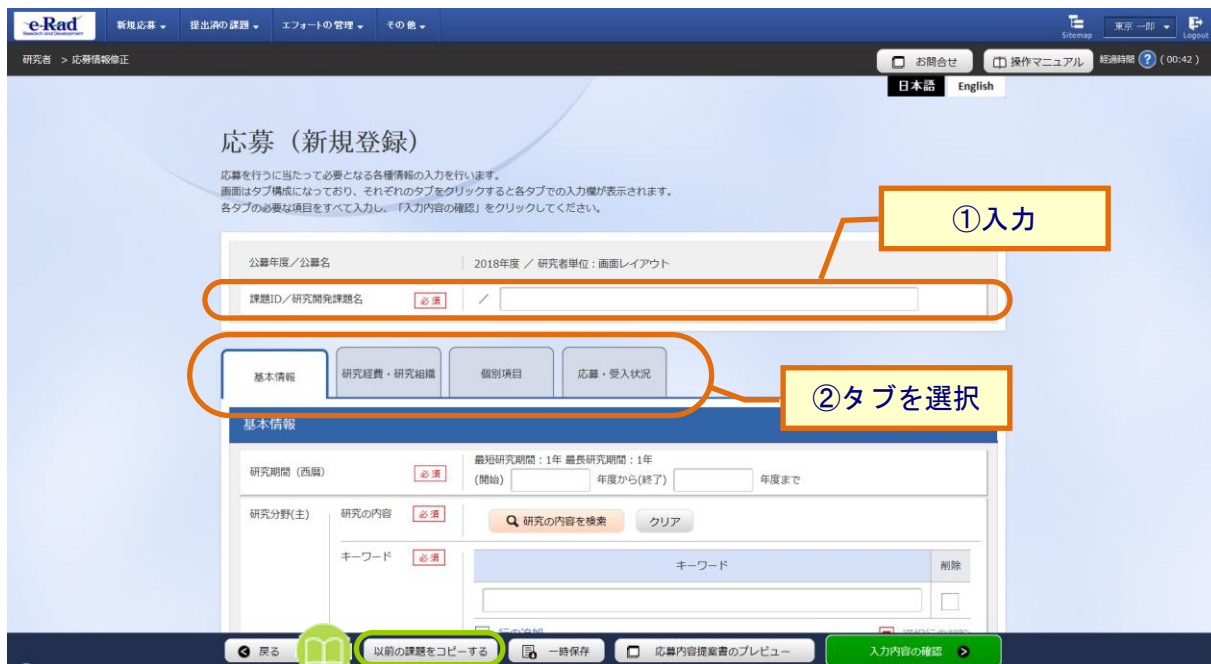 e-Rad
Research and Development
新規応募
提出済の課題
エフォートの管理
その他
Sitemap
東京 一郎
Logout
研究者 > 応募情報修正
お問合せ
操作マニュアル
経過時間 ? ( 00:42 )
日本語 English
応募（新規登録）
応募を行うに当たって必要となる各種情報の入力を行います。
画面はタブ構成になっており、それぞれのタブをクリックすると各タブでの入力欄が表示されます。
各タブの必要な項目をすべて入力し、「入力内容の確認」をクリックしてください。
①入力
公募年度／公募名 2018年度 ／ 研究者単位：画面レイアウト
課題ID／研究開発課題名 必須 ／
基本情報 研究経費・研究組織 個別項目 応募・受入状況
②タブを選択
基本情報
研究期間（西暦） 必須 最短研究期間：1年 最長研究期間：1年
(開始) 年度から(終了) 年度まで
研究分野(主) 研究の内容 必須 研究の内容を検索 クリア
キーワード 必須 キーワード 削除
行の追加 選択行の削除
戻る 以前の課題をコピーする 一時保存 応募内容提案書のプレビュー 入力内容の確認